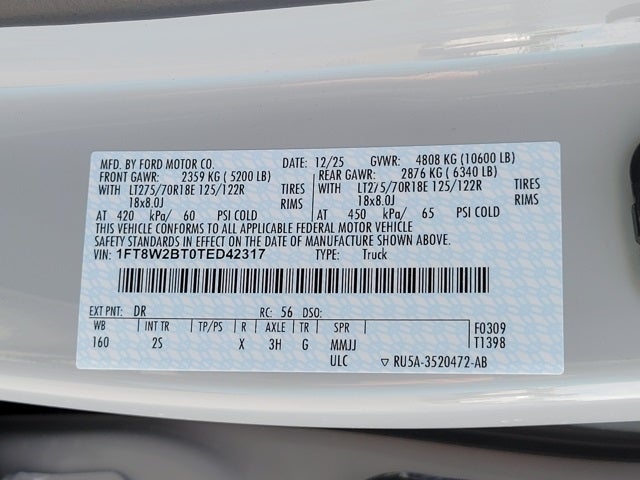 MFD. BY FORD MOTOR CO. DATE: 12/25 GVWR: 4808 KG (10600 LB)
FRONT GAWR: 2359 KG ( 5200 LB) REAR GAWR: 2876 KG ( 6340 LB)
WITH LT275/70R18E 125/122R TIRES WITH LT275/70R18E 125/122R TIRES
18x8.0J RIMS 18x8.0J RIMS
AT 420 kPa/ 60 PSI COLD AT 450 kPa/ 65 PSI COLD
THIS VEHICLE CONFORMS TO ALL APPLICABLE FEDERAL MOTOR VEHICLE
SAFETY STANDARDS IN EFFECT ON THE DATE OF MANUFACTURE SHOWN ABOVE.
VIN: 1FT8W2BT0TED42317 TYPE: Truck
EXT PNT: DR RC: 56 DSO:
WB INT TR TP/PS R AXLE TR SPR F0309
160 2S X 3H G MMJJ T1398
ULC ▽ RU5A-3520472-AB